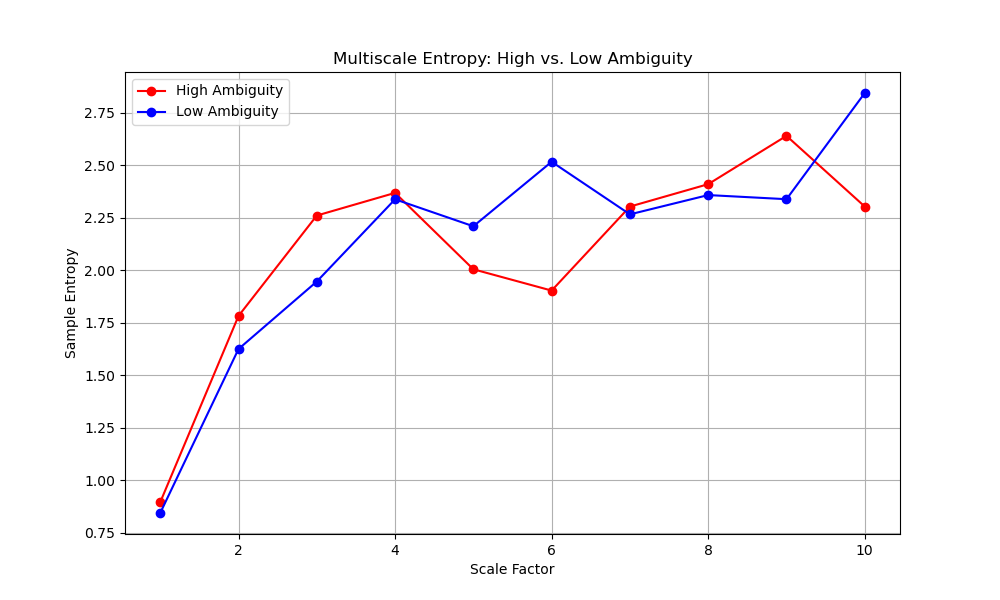 Multiscale Entropy: High vs. Low Ambiguity
High Ambiguity
Low Ambiguity
2.75
2.50
2.25
2.00
1.75
1.50
1.25
1.00
0.75
Sample Entropy
2 4 6 8 10
Scale Factor